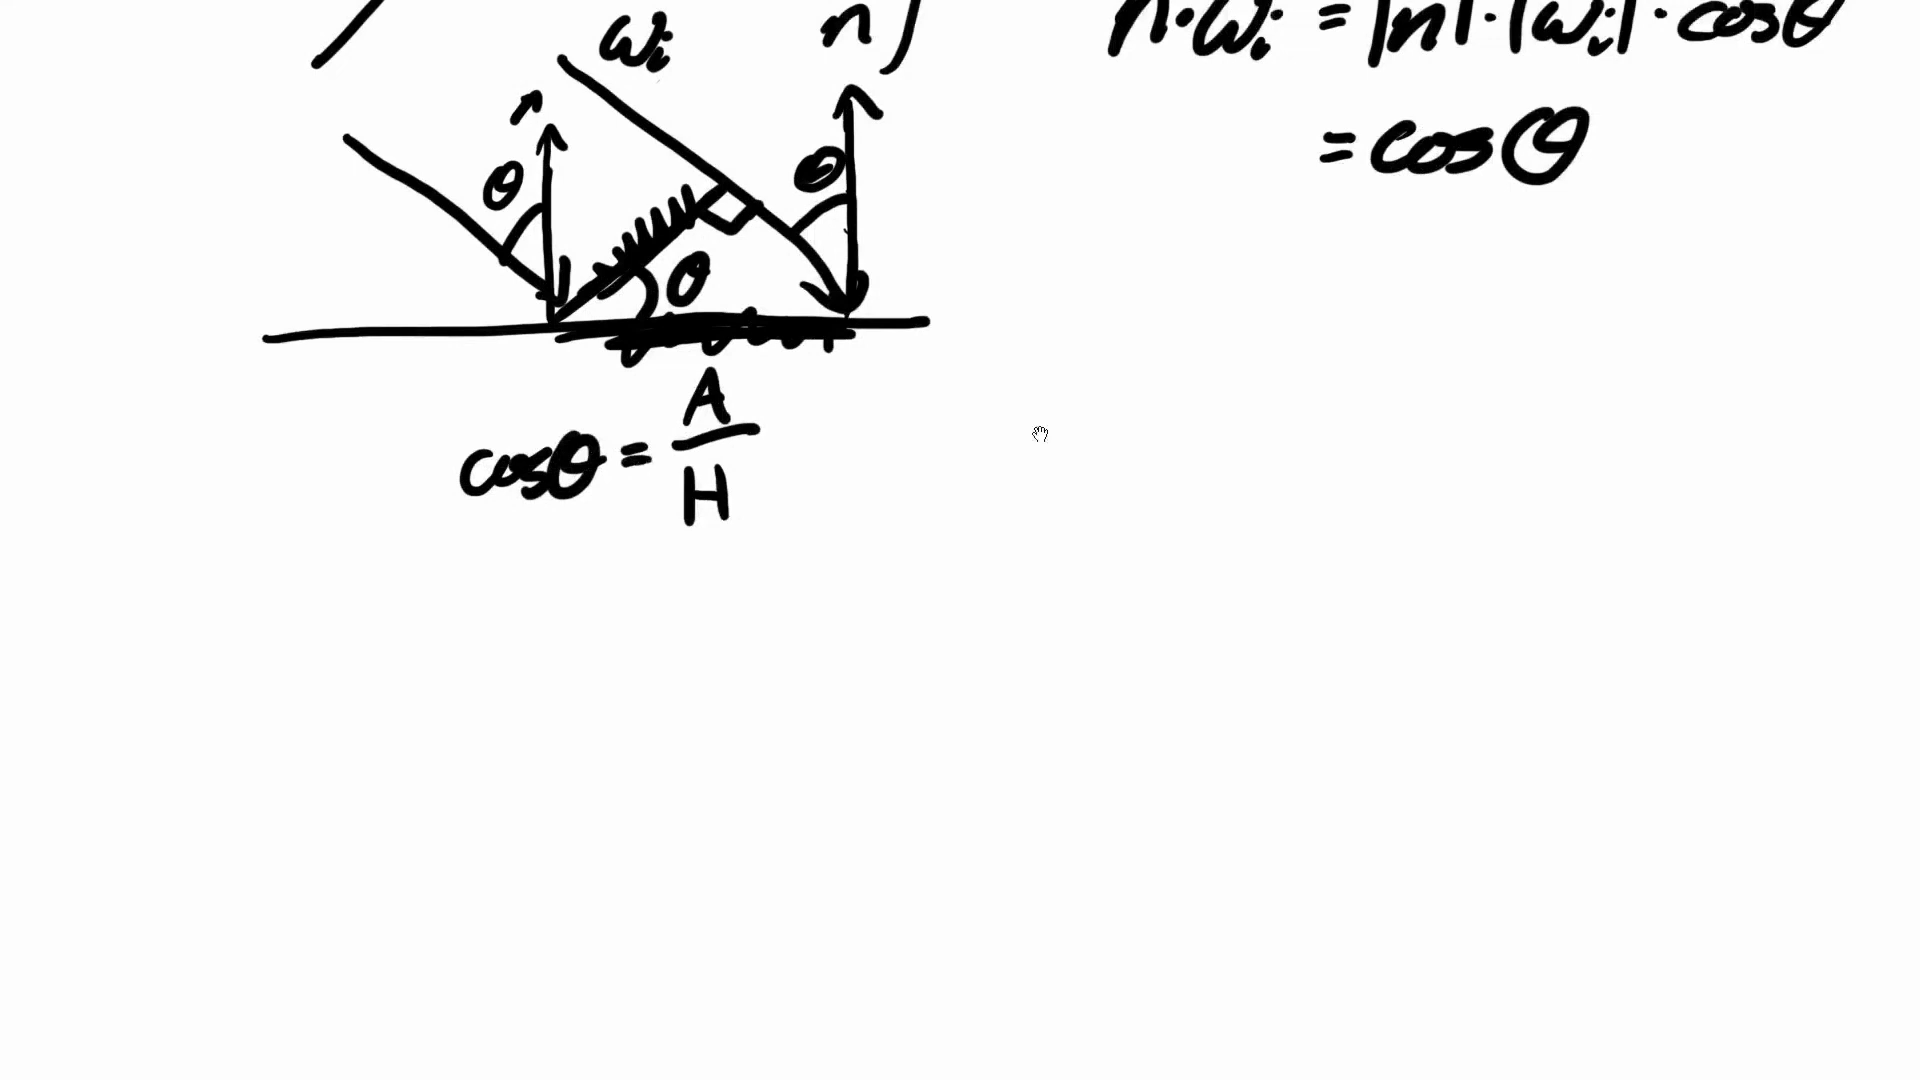 ωᵢ n
n·ωᵢ = |n|·|ωᵢ|·cosθ
= cosθ
θ θ
θ
cosθ = A/H